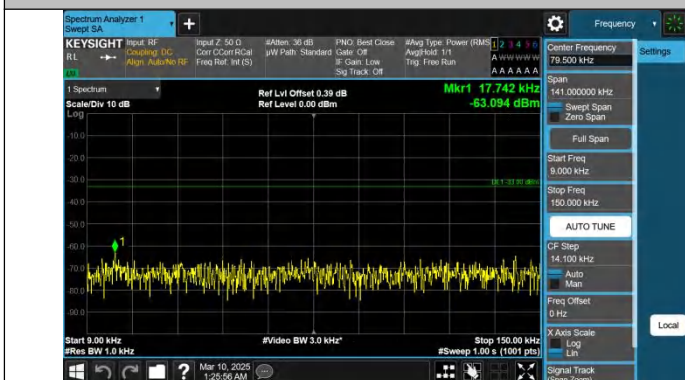 Spectrum Analyzer 1
Swept SA
Frequency
KEYSIGHT
Input: RF
Coupling: DC
Align: Auto/No RF
Input Z: 50 Ω
Corr CCorr RCal
Freq Ref: Int (S)
#Atten: 36 dB
µW Path: Standard
PNO: Best Close
Gate: Off
IF Gain: Low
Sig Track: Off
#Avg Type: Power (RMS)
Avg|Hold: 1/1
Trig: Free Run
1 2 3 4 5 6
A W W W W W
A A A A A A
RL
1 Spectrum
Scale/Div 10 dB
Log
Ref Lvl Offset 0.39 dB
Ref Level 0.00 dBm
Mkr1 17.742 kHz
-63.094 dBm
-10.0
-20.0
-30.0
-40.0
-50.0
-60.0
-70.0
-80.0
-90.0
1
Start 9.00 kHz
#Res BW 1.0 kHz
#Video BW 3.0 kHz*
Stop 150.00 kHz
#Sweep 1.00 s (1001 pts)
?
Mar 10, 2025
1:25:56 AM
Center Frequency
79.500 kHz
Span
141.000000 kHz
Swept Span
Zero Span
Full Span
Start Freq
9.000 kHz
Stop Freq
150.000 kHz
AUTO TUNE
CF Step
14.100 kHz
Auto
Man
Freq Offset
0 Hz
X Axis Scale
Log
Lin
Signal Track
(Span Zoom)
Settings
Local